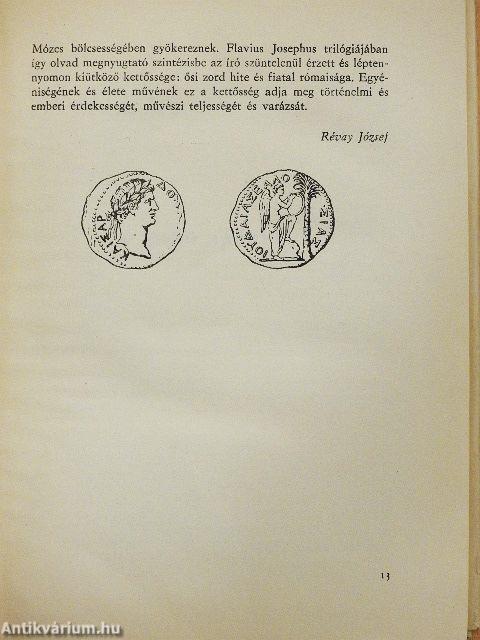 Mózes bölcsességében gyökereznek. Flavius Josephus trilógiájában
így olvad megnyugtató szintézisbe az író szüntelenül érzett és lépten-
nyomon kiütköző kettőssége: ősi zord hite és fiatal rómaisága. Egyé-
niségének és élete művének ez a kettősség adja meg történelmi és
emberi érdekességét, művészi teljességét és varázsát.
Révay József
13
Antikvárium.hu